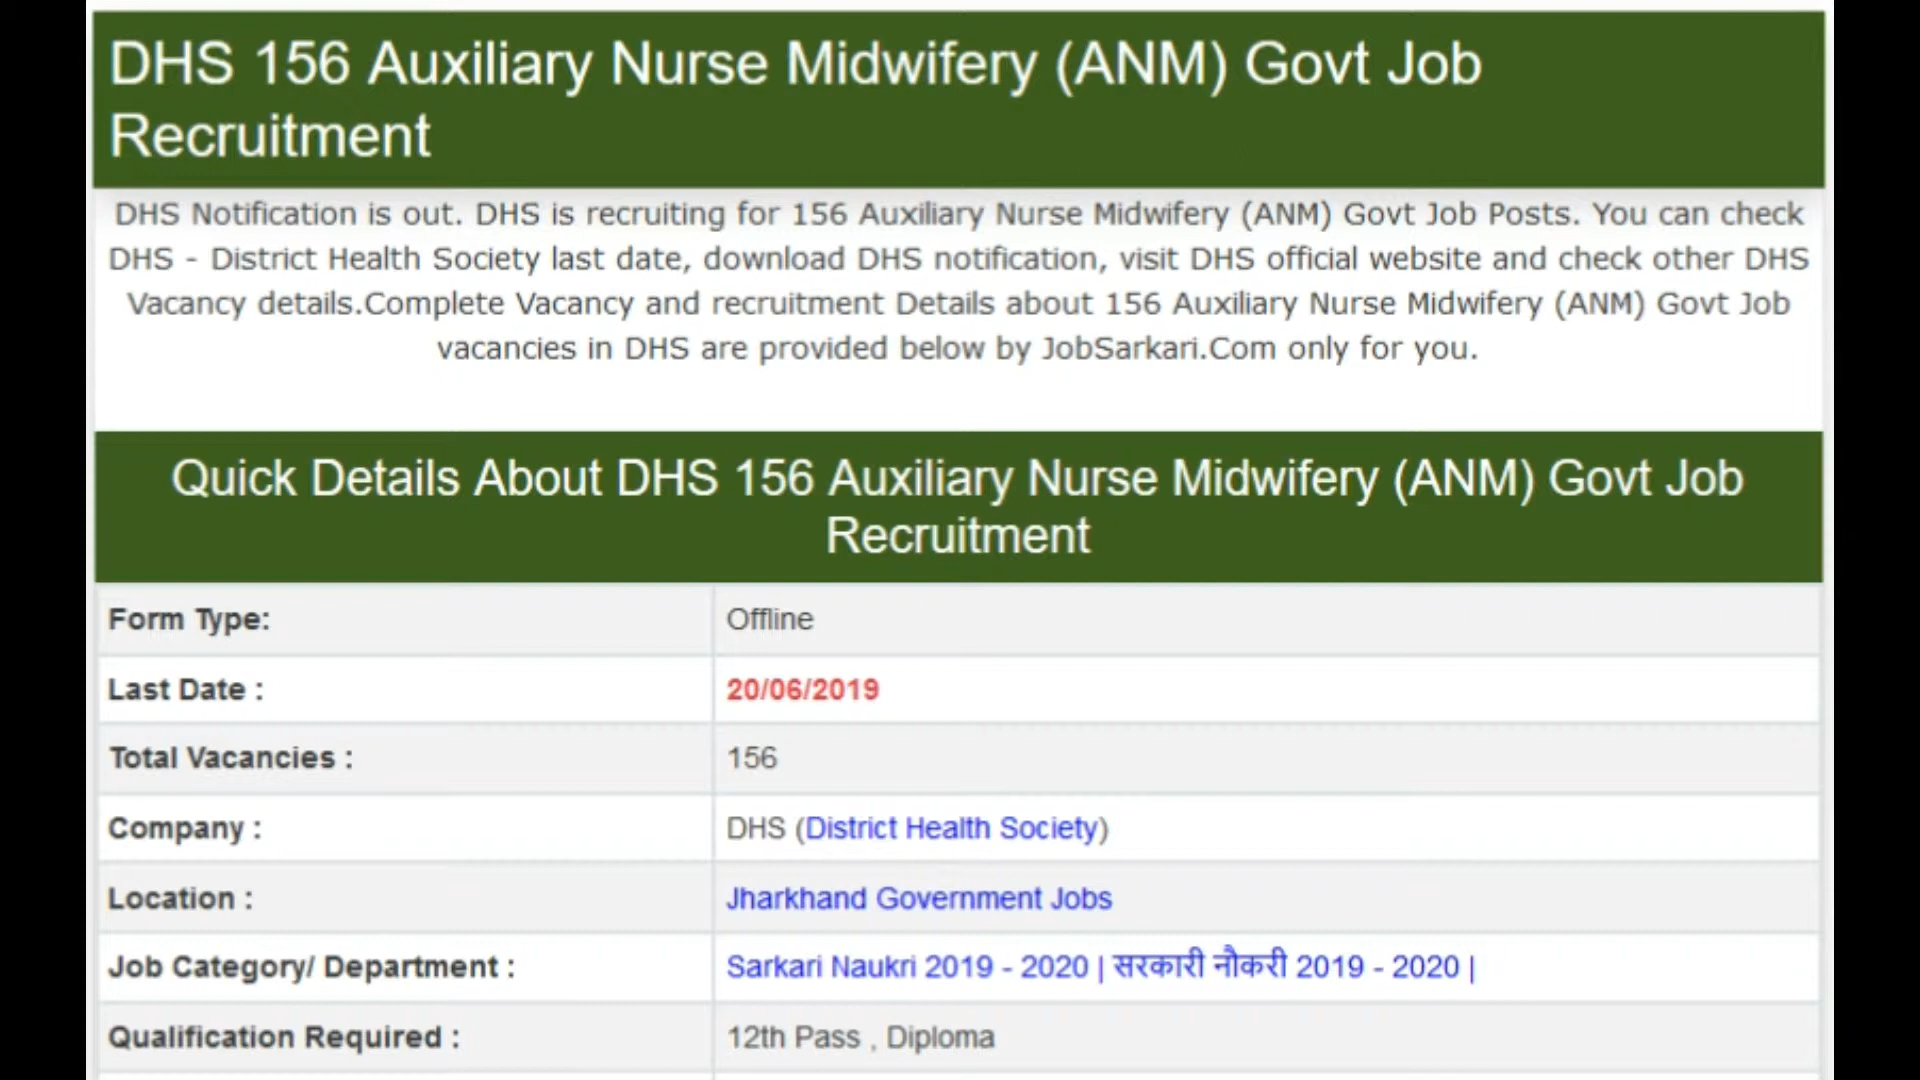 DHS 156 Auxiliary Nurse Midwifery (ANM) Govt Job
Recruitment
DHS Notification is out. DHS is recruiting for 156 Auxiliary Nurse Midwifery (ANM) Govt Job Posts. You can check
DHS - District Health Society last date, download DHS notification, visit DHS official website and check other DHS
Vacancy details.Complete Vacancy and recruitment Details about 156 Auxiliary Nurse Midwifery (ANM) Govt Job
vacancies in DHS are provided below by JobSarkari.Com only for you.
Quick Details About DHS 156 Auxiliary Nurse Midwifery (ANM) Govt Job
Recruitment
Form Type: Offline
Last Date : 20/06/2019
Total Vacancies : 156
Company : DHS (District Health Society)
Location : Jharkhand Government Jobs
Job Category/ Department : Sarkari Naukri 2019 - 2020 | सरकारी नौकरी 2019 - 2020 |
Qualification Required : 12th Pass , Diploma